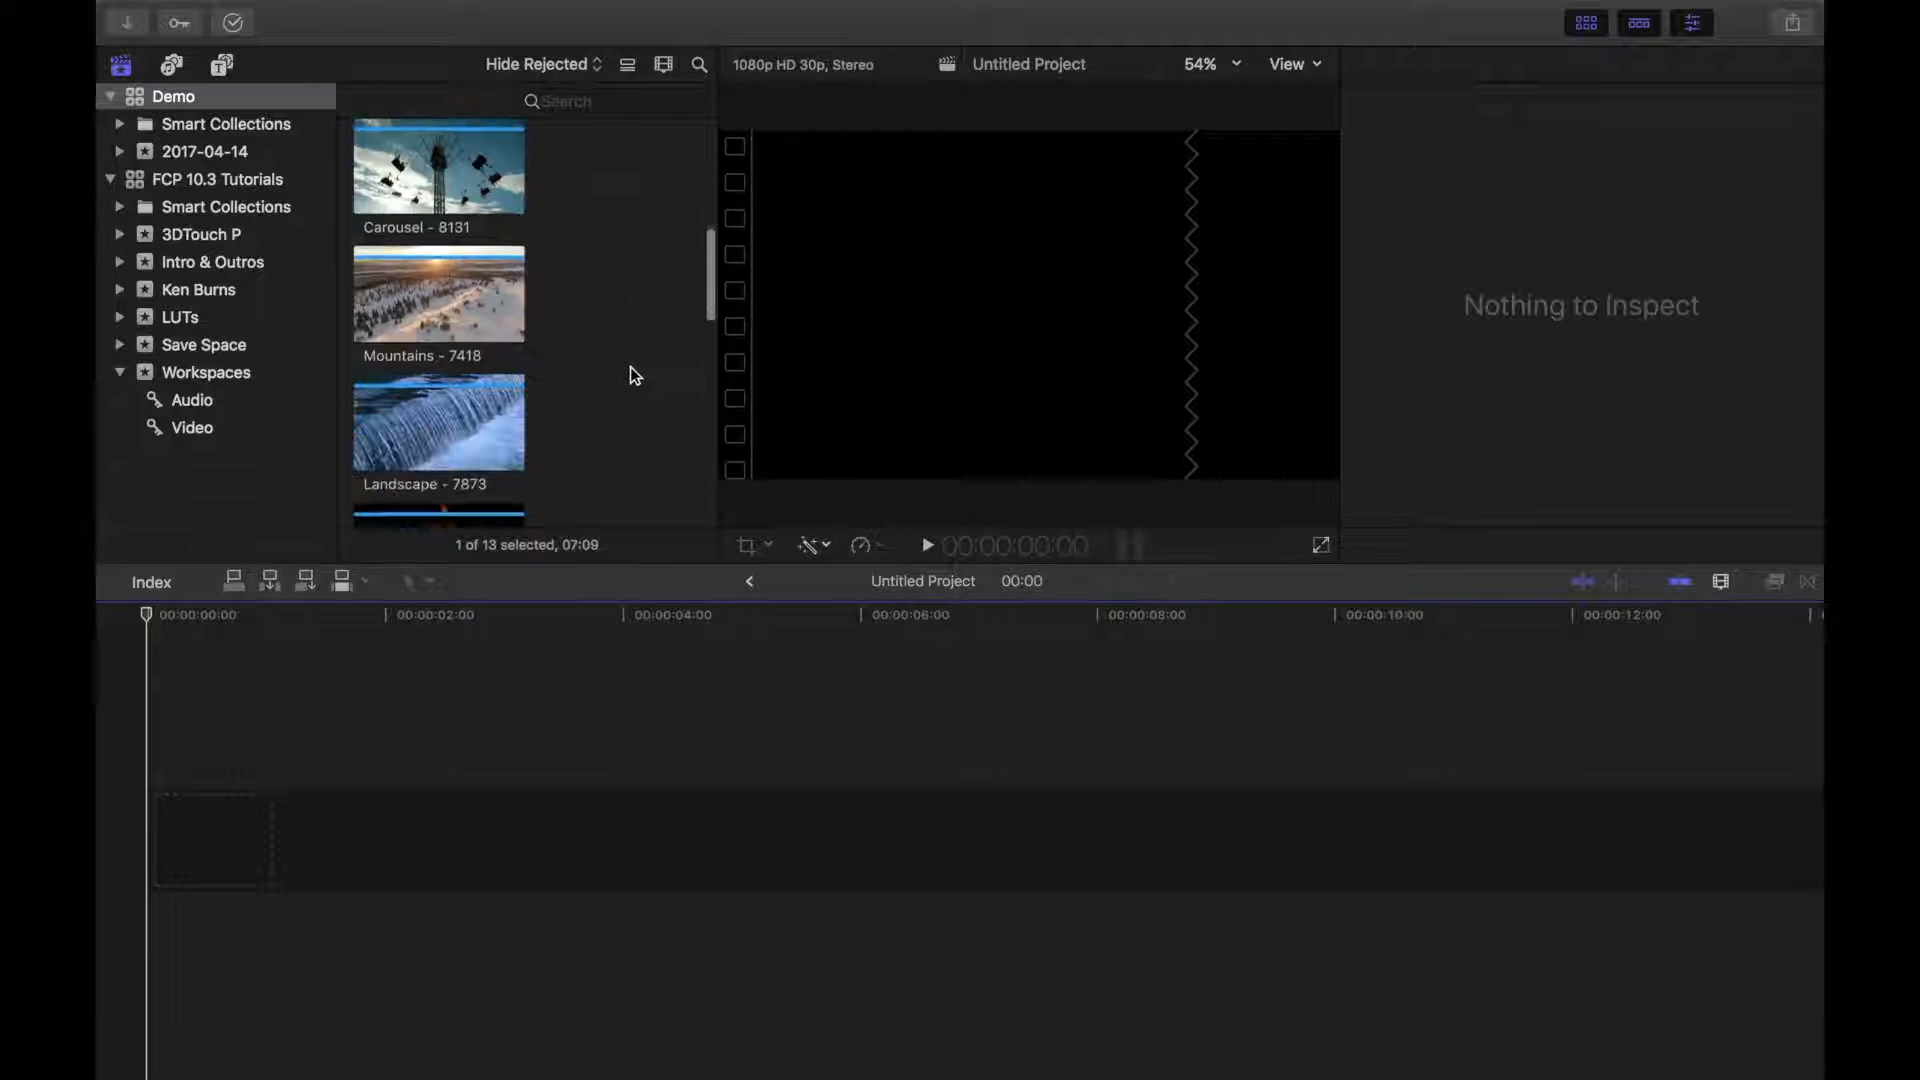 Hide Rejected
1080p HD 30p, Stereo
Untitled Project
54%
View
Demo
Smart Collections
2017-04-14
FCP 10.3 Tutorials
Smart Collections
3DTouch P
Intro & Outros
Ken Burns
LUTs
Save Space
Workspaces
Audio
Video
Search
Carousel - 8131
Mountains - 7418
Landscape - 7873
1 of 13 selected, 07:09
00:00:00:00
Nothing to Inspect
Index
Untitled Project
00:00
00:00:00:00
00:00:02:00
00:00:04:00
00:00:06:00
00:00:08:00
00:00:10:00
00:00:12:00